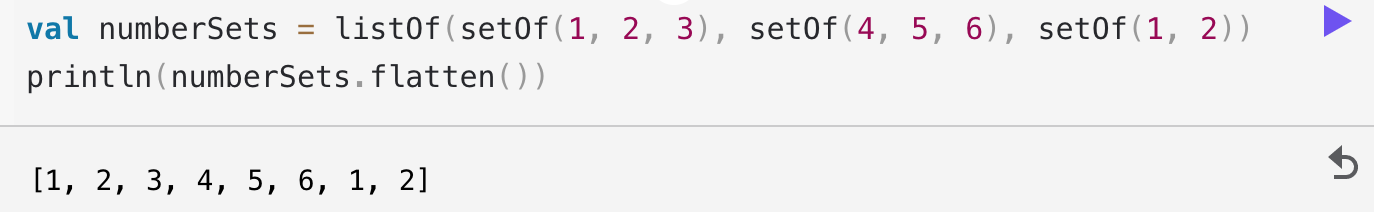 val numberSets = listOf(setOf(1, 2, 3), setOf(4, 5, 6), setOf(1, 2))
println(numberSets.flatten())
[1, 2, 3, 4, 5, 6, 1, 2]